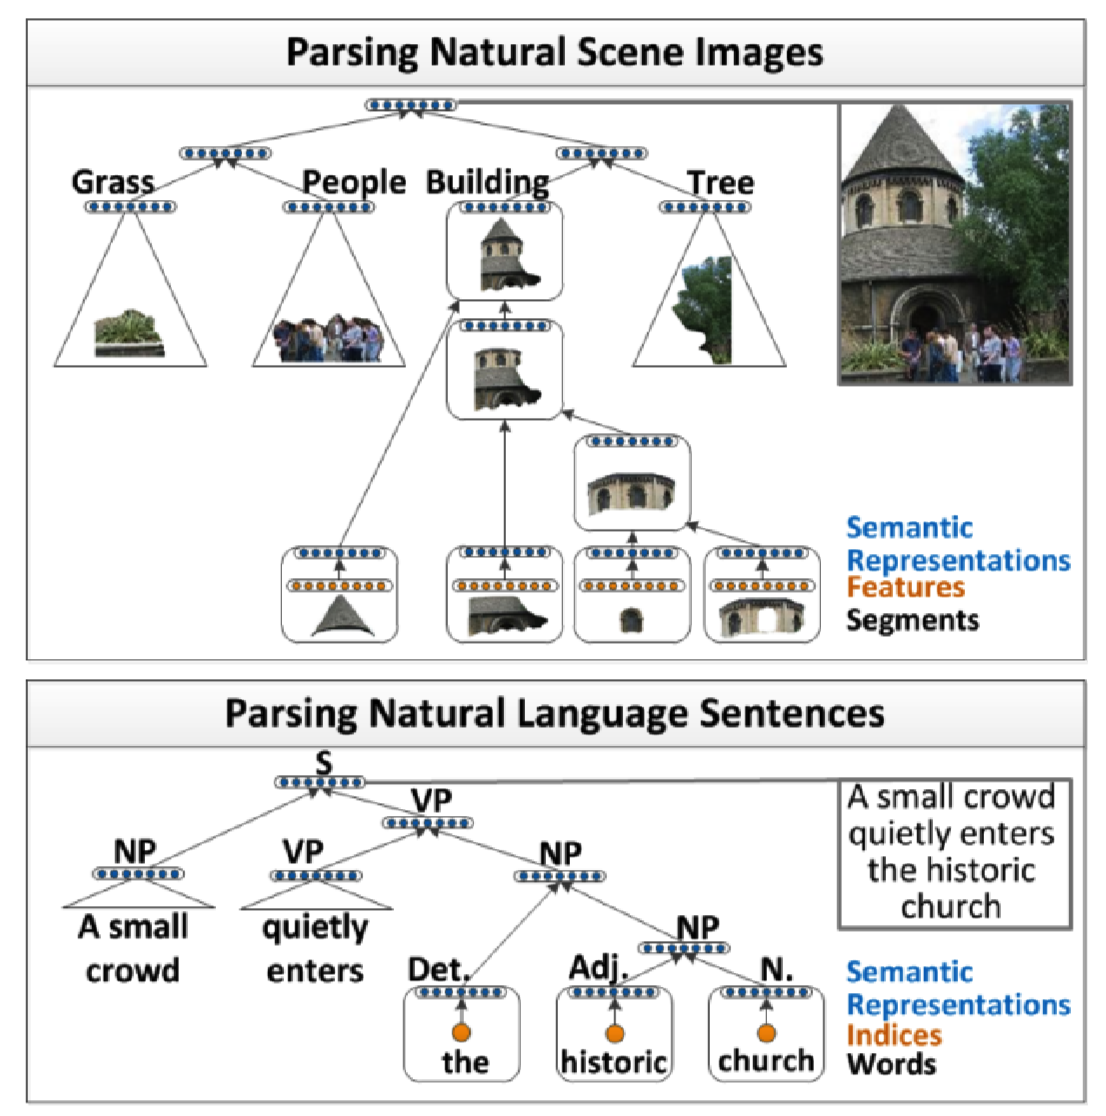 Parsing Natural Scene Images
Grass People Building Tree
Semantic
Representations
Features
Segments
Parsing Natural Language Sentences
S
VP
NP VP NP
A small
crowd
quietly
enters
NP
Det. Adj. N.
the historic church
A small crowd
quietly enters
the historic
church
Semantic
Representations
Indices
Words